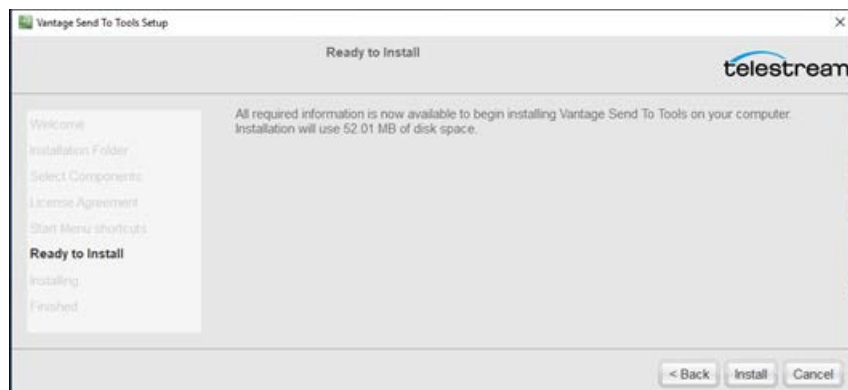 Vantage Send To Tools Setup
Ready to Install
telestream
Welcome
Installation Folder
Select Components
License Agreement
Start Menu shortcuts
Ready to Install
Installing
Finished
All required information is now available to begin installing Vantage Send To Tools on your computer.
Installation will use 52.01 MB of disk space.
< Back
Install
Cancel